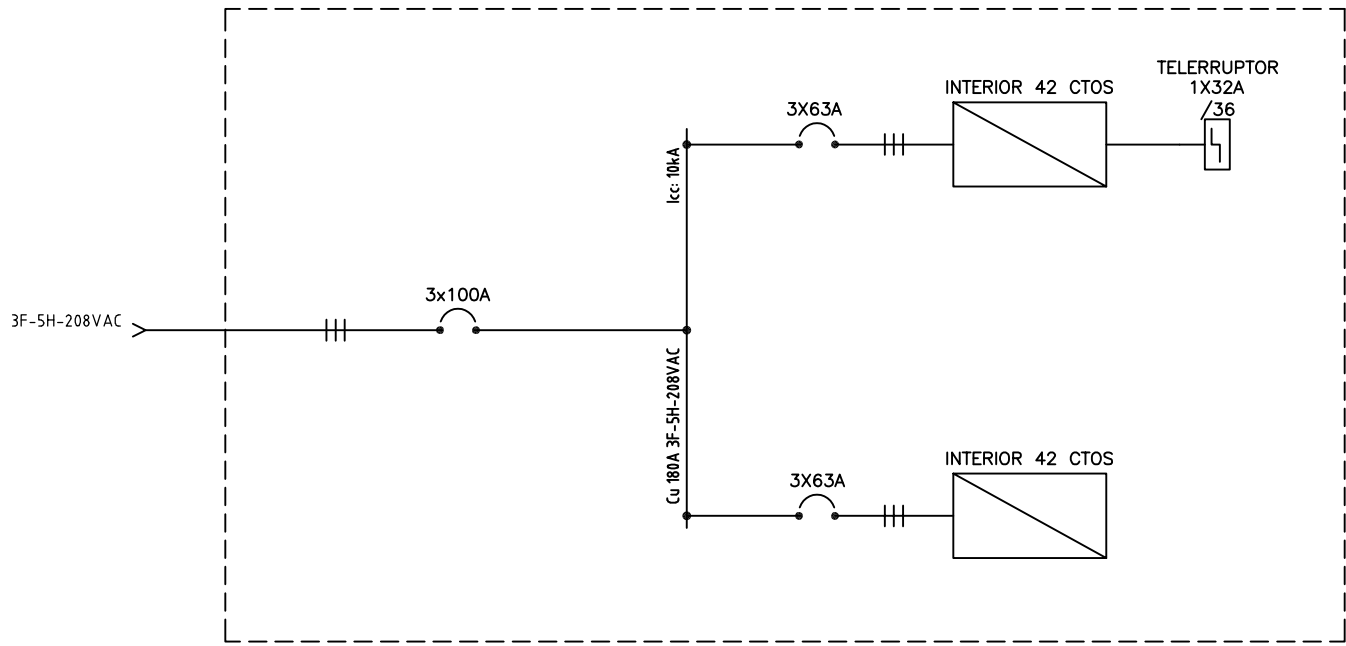 TELERRUPTOR
1X32A
/36
INTERIOR 42 CTOS
3X63A
Icc: 10kA
3x100A
3F-5H-208VAC
Cu 180A 3F-5H-208VAC
INTERIOR 42 CTOS
3X63A